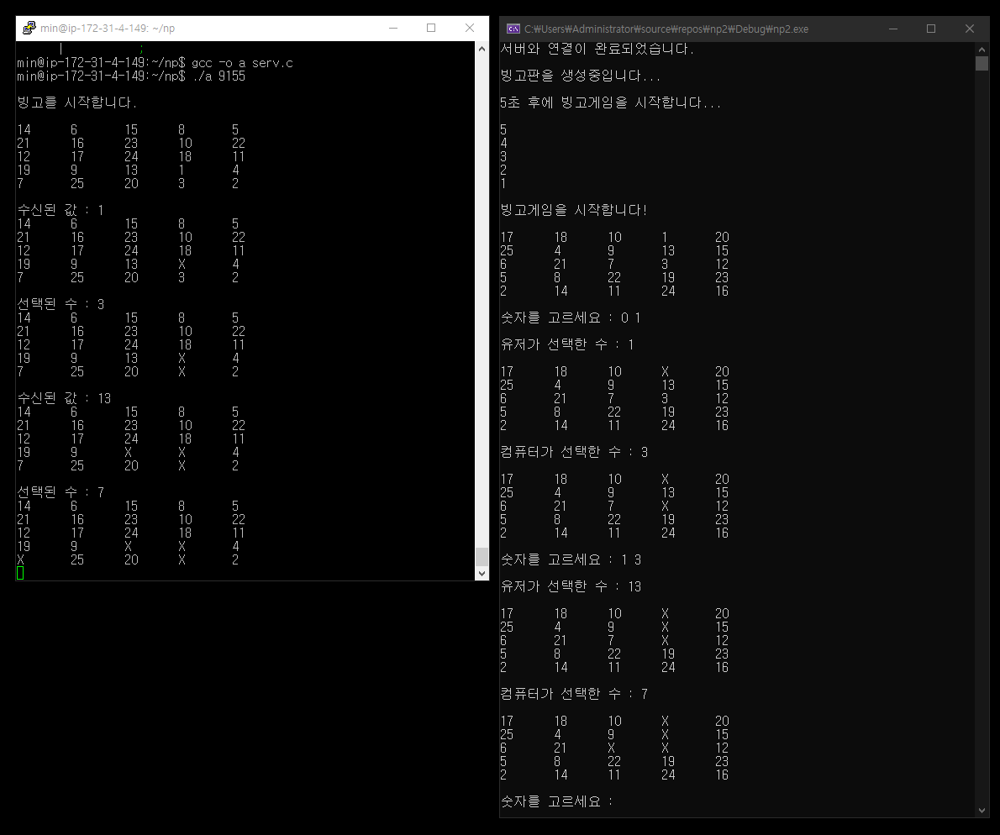 min@ip-172-31-4-149: ~/np
|          ;
min@ip-172-31-4-149:~/np$ gcc -o a serv.c
min@ip-172-31-4-149:~/np$ ./a 9155
빙고를 시작합니다.
14 6 15 8 5
21 16 23 10 22
12 17 24 18 11
19 9 13 1 4
7 25 20 3 2
수신된 값 : 1
14 6 15 8 5
21 16 23 10 22
12 17 24 18 11
19 9 13 X 4
7 25 20 3 2
선택된 수 : 3
14 6 15 8 5
21 16 23 10 22
12 17 24 18 11
19 9 13 X 4
7 25 20 X 2
수신된 값 : 13
14 6 15 8 5
21 16 23 10 22
12 17 24 18 11
19 9 X X 4
7 25 20 X 2
선택된 수 : 7
14 6 15 8 5
21 16 23 10 22
12 17 24 18 11
19 9 X X 4
X 25 20 X 2
C:₩Users₩Administrator₩source₩repos₩np2₩Debug₩np2.exe
서버와 연결이 완료되었습니다.
빙고판을 생성중입니다...
5초 후에 빙고게임을 시작합니다...
5
4
3
2
1
빙고게임을 시작합니다!
17 18 10 1 20
25 4 9 13 15
6 21 7 3 12
5 8 22 19 23
2 14 11 24 16
숫자를 고르세요 : 0 1
유저가 선택한 수 : 1
17 18 10 X 20
25 4 9 13 15
6 21 7 3 12
5 8 22 19 23
2 14 11 24 16
컴퓨터가 선택한 수 : 3
17 18 10 X 20
25 4 9 13 15
6 21 7 X 12
5 8 22 19 23
2 14 11 24 16
숫자를 고르세요 : 1 3
유저가 선택한 수 : 13
17 18 10 X 20
25 4 9 X 15
6 21 7 X 12
5 8 22 19 23
2 14 11 24 16
컴퓨터가 선택한 수 : 7
17 18 10 X 20
25 4 9 X 15
6 21 X X 12
5 8 22 19 23
2 14 11 24 16
숫자를 고르세요 :